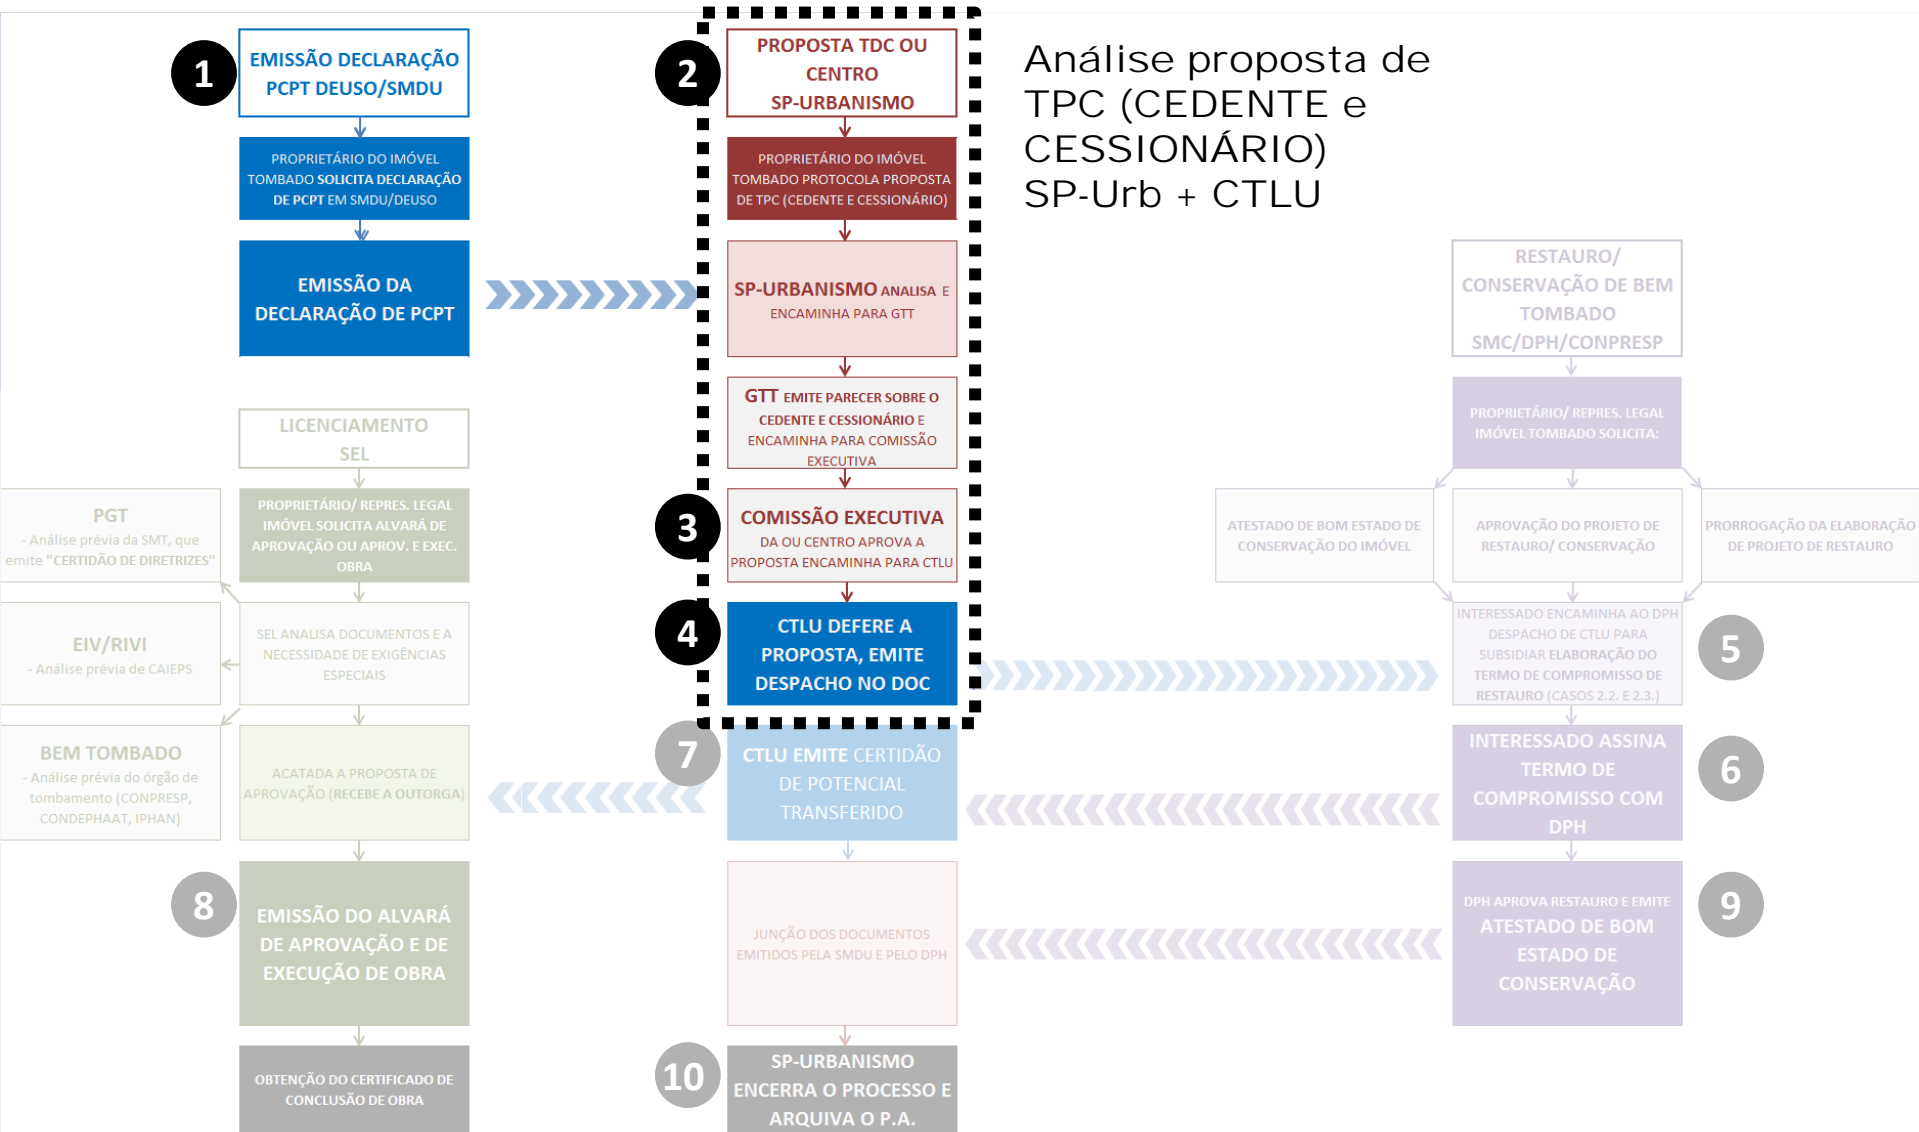 1
EMISSÃO DECLARAÇÃO
PCPT DEUSO/SMDU
PROPRIETÁRIO DO IMÓVEL
TOMBADO SOLICITA DECLARAÇÃO
DE PCPT EM SMDU/DEUSO
EMISSÃO DA
DECLARAÇÃO DE PCPT
2
PROPOSTA TDC OU
CENTRO
SP-URBANISMO
PROPRIETÁRIO DO IMÓVEL
TOMBADO PROTOCOLA PROPOSTA
DE TPC (CEDENTE E CESSIONÁRIO)
SP-URBANISMO ANALISA E
ENCAMINHA PARA GTT
GTT EMITE PARECER SOBRE O
CEDENTE E CESSIONÁRIO E
ENCAMINHA PARA COMISSÃO
EXECUTIVA
3
COMISSÃO EXECUTIVA
DA OU CENTRO APROVA A
PROPOSTA ENCAMINHA PARA CTLU
4
CTLU DEFERE A
PROPOSTA, EMITE
DESPACHO NO DOC
Análise proposta de
TPC (CEDENTE e
CESSIONÁRIO)
SP-Urb + CTLU
RESTAURO/
CONSERVAÇÃO DE BEM
TOMBADO
SMC/DPH/CONPRESP
PROPRIETÁRIO/ REPRES. LEGAL
IMÓVEL TOMBADO SOLICITA:
ATESTADO DE BOM ESTADO DE
CONSERVAÇÃO DO IMÓVEL
APROVAÇÃO DO PROJETO DE
RESTAURO/ CONSERVAÇÃO
PRORROGAÇÃO DA ELABORAÇÃO
DE PROJETO DE RESTAURO
INTERESSADO ENCAMINHA AO DPH
DESPACHO DE CTLU PARA
SUBSIDIAR ELABORAÇÃO DO
TERMO DE COMPROMISSO DE
RESTAURO (CASOS 2.2. E 2.3.)
5
INTERESSADO ASSINA
TERMO DE
COMPROMISSO COM
DPH
6
7
CTLU EMITE CERTIDÃO
DE POTENCIAL
TRANSFERIDO
LICENCIAMENTO
SEL
PROPRIETÁRIO/ REPRES. LEGAL
IMÓVEL SOLICITA ALVARÁ DE
APROVAÇÃO OU APROV. E EXEC.
OBRA
PGT
- Análise prévia da SMT, que
emite "CERTIDÃO DE DIRETRIZES"
EIV/RIVI
- Análise prévia de CAIEPS
SEL ANALISA DOCUMENTOS E A
NECESSIDADE DE EXIGÊNCIAS
ESPECIAIS
BEM TOMBADO
- Análise prévia do órgão de
tombamento (CONPRESP,
CONDEPHAAT, IPHAN)
ACATADA A PROPOSTA DE
APROVAÇÃO (RECEBE A OUTORGA)
8
EMISSÃO DO ALVARÁ
DE APROVAÇÃO E DE
EXECUÇÃO DE OBRA
JUNÇÃO DOS DOCUMENTOS
EMITIDOS PELA SMDU E PELO DPH
DPH APROVA RESTAURO E EMITE
ATESTADO DE BOM
ESTADO DE
CONSERVAÇÃO
9
OBTENÇÃO DO CERTIFICADO DE
CONCLUSÃO DE OBRA
10
SP-URBANISMO
ENCERRA O PROCESSO E
ARQUIVA O P.A.